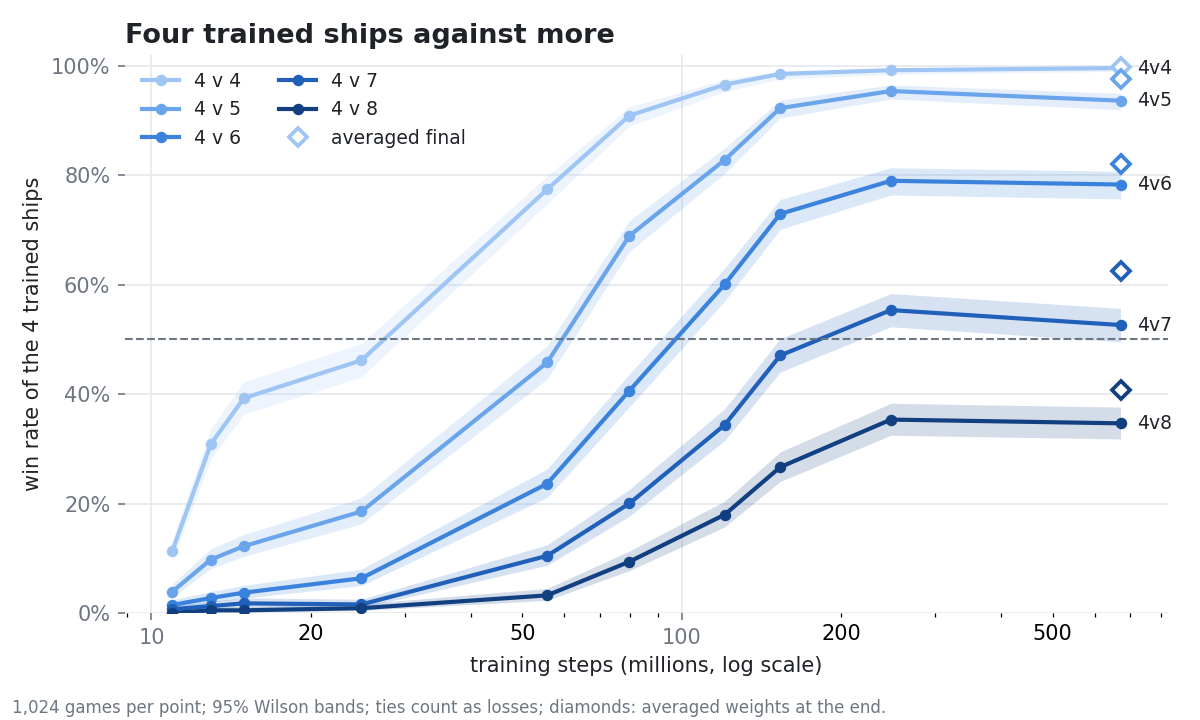 Four trained ships against more
100%
80%
60%
40%
20%
0%
win rate of the 4 trained ships
4 v 4
4 v 5
4 v 6
4 v 7
4 v 8
averaged final
4v4
4v5
4v6
4v7
4v8
10
20
50
100
200
500
training steps (millions, log scale)
1,024 games per point; 95% Wilson bands; ties count as losses; diamonds: averaged weights at the end.